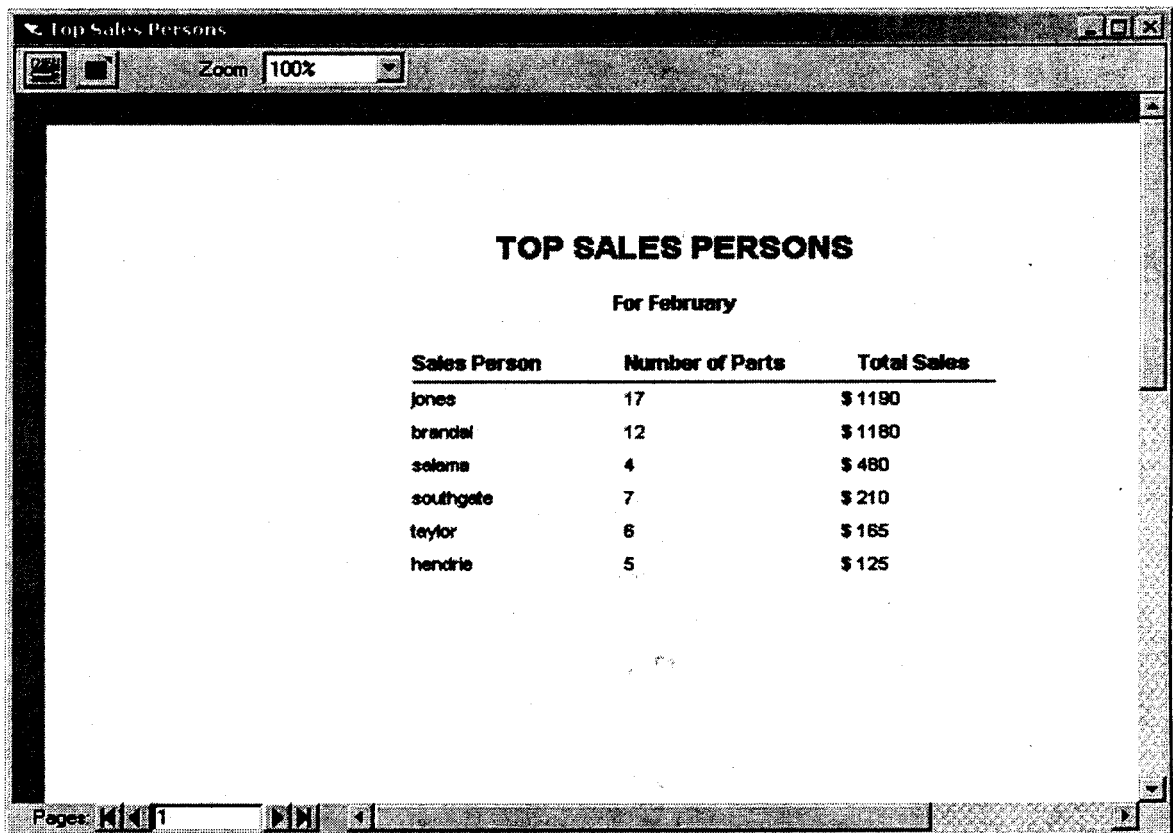 Top Sales Persons
Zoom 100%
TOP SALES PERSONS
For February
Sales Person Number of Parts Total Sales
jones 17 $ 1190
brandal 12 $ 1180
salama 4 $ 480
southgate 7 $ 210
taylor 6 $ 165
hendrie 5 $ 125
Pages: 1